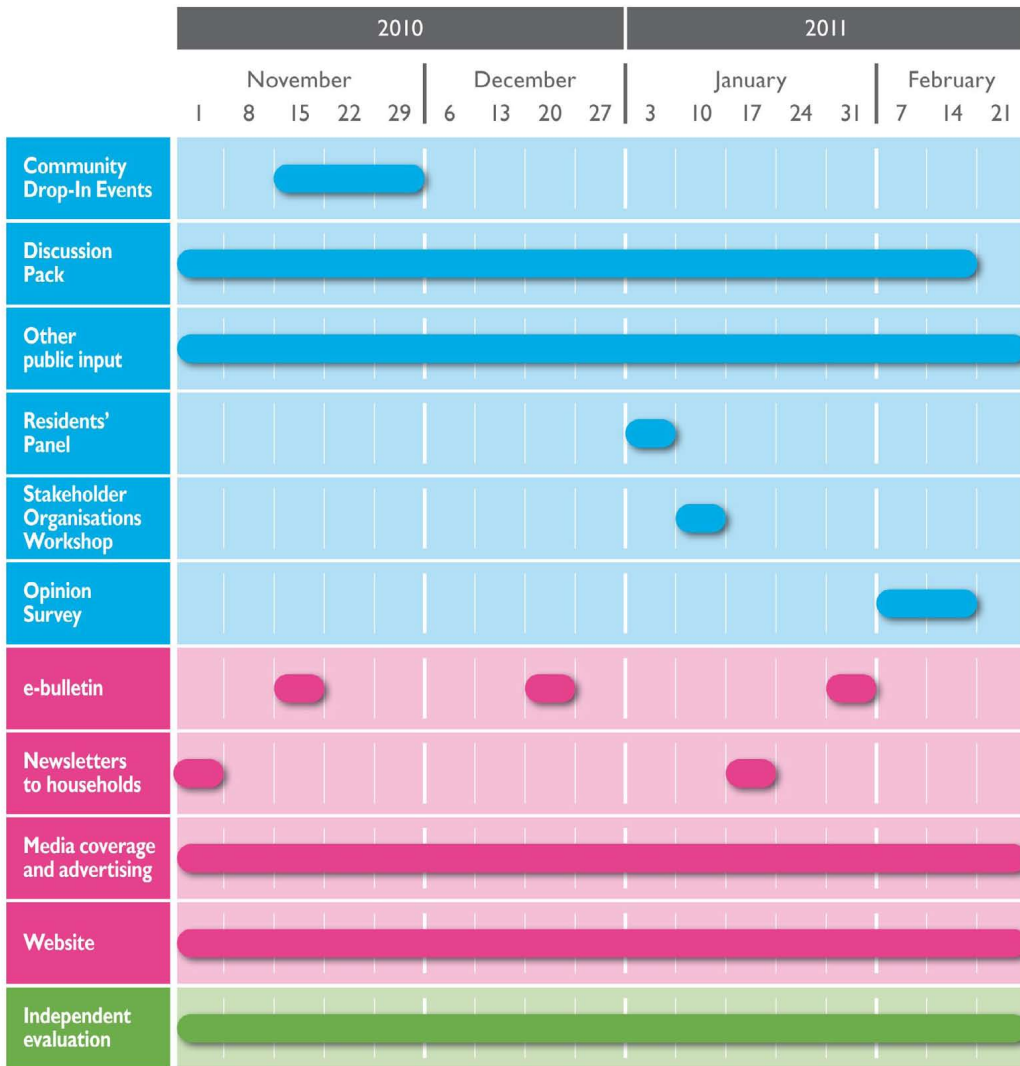 2010 2011
November December January February
1 8 15 22 29 6 13 20 27 3 10 17 24 31 7 14 21
Community
Drop-In Events
Discussion
Pack
Other
public input
Residents’
Panel
Stakeholder
Organisations
Workshop
Opinion
Survey
e-bulletin
Newsletters
to households
Media coverage
and advertising
Website
Independent
evaluation